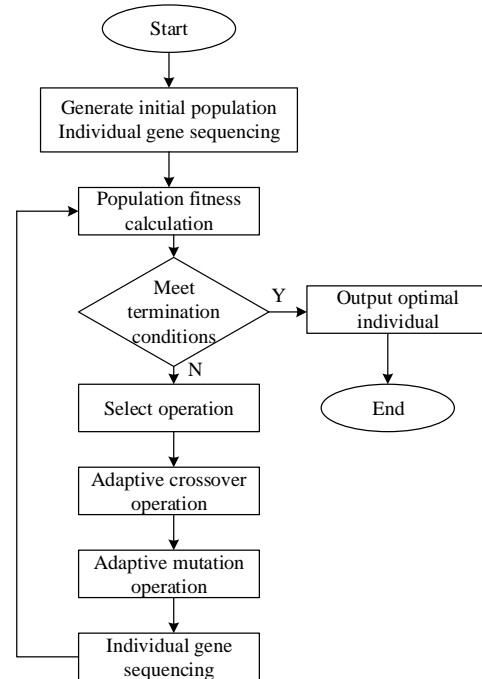 Start
Generate initial population
Individual gene sequencing
Population fitness
calculation
Meet
termination
conditions
Y
Output optimal
individual
N
End
Select operation
Adaptive crossover
operation
Adaptive mutation
operation
Individual gene
sequencing